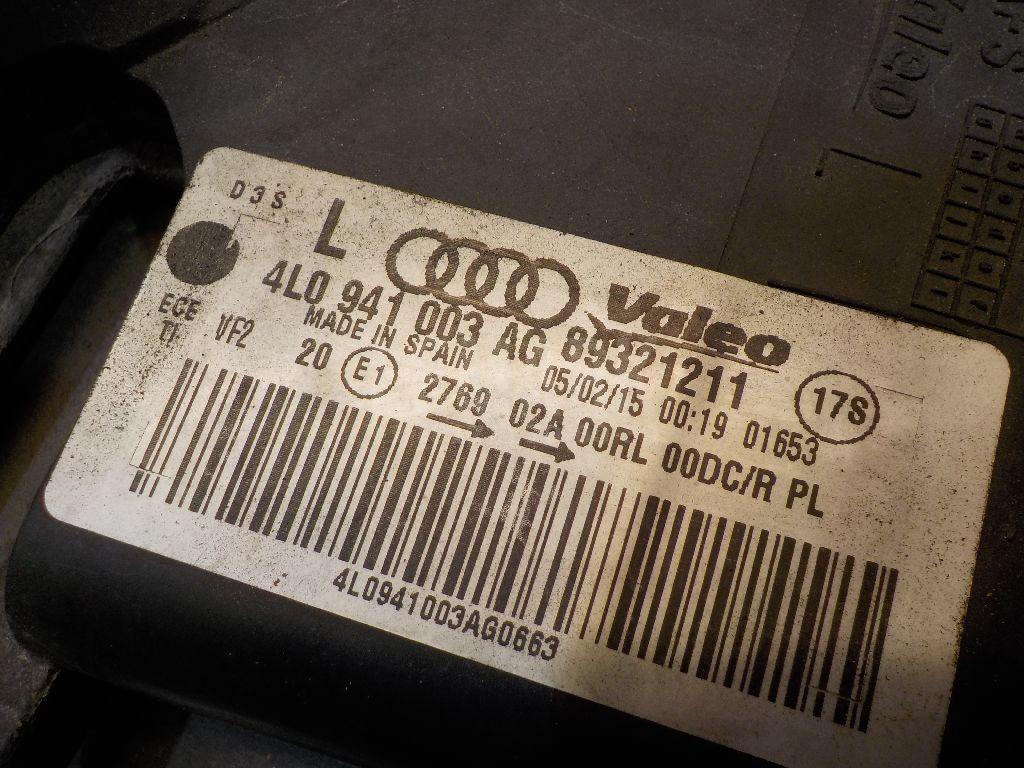 D3S L Valeo
4L0 941 003 AG 89321211
MADE IN SPAIN 05/02/15 00:19 01653 17S
ECE VF2 20 E1 2769 02A 00RL 00DC/R PL
4L0941003AG0663
Valeo